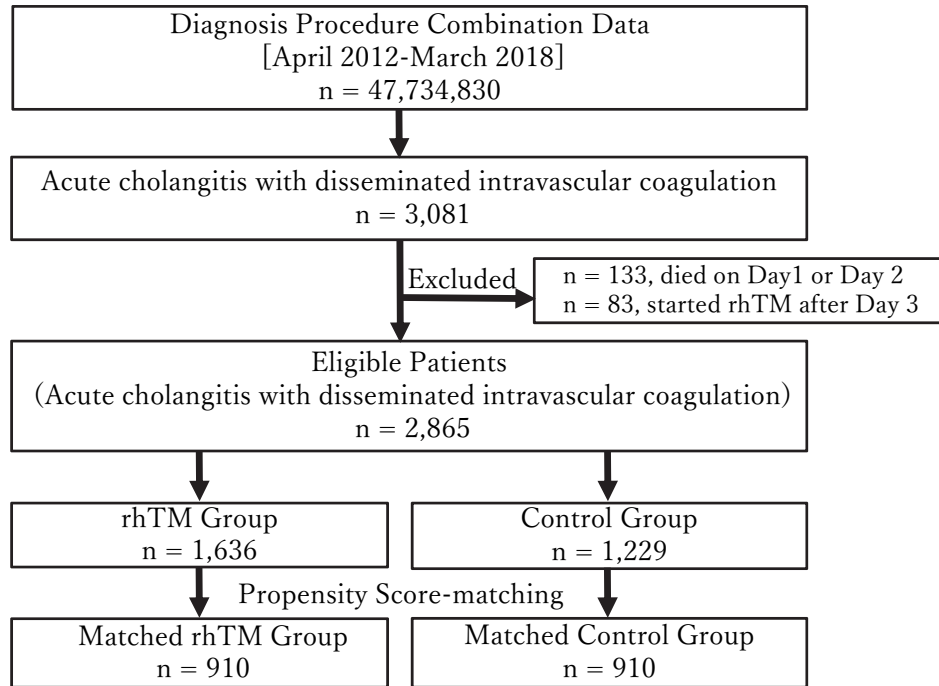 Diagnosis Procedure Combination Data
[April 2012-March 2018]
n = 47,734,830
Acute cholangitis with disseminated intravascular coagulation
n = 3,081
Excluded
n = 133, died on Day1 or Day 2
n = 83, started rhTM after Day 3
Eligible Patients
(Acute cholangitis with disseminated intravascular coagulation)
n = 2,865
rhTM Group
n = 1,636
Control Group
n = 1,229
Propensity Score-matching
Matched rhTM Group
n = 910
Matched Control Group
n = 910